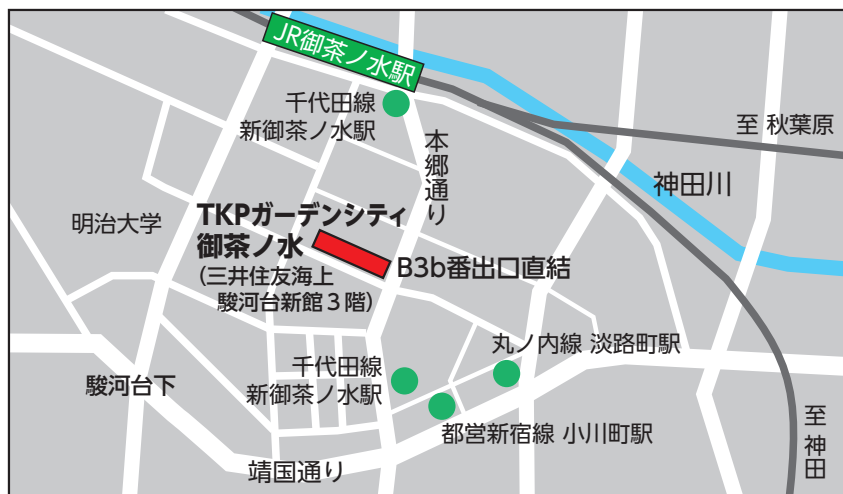 JR御茶ノ水駅
千代田線
新御茶ノ水駅
本郷通り
至 秋葉原
神田川
明治大学
TKPガーデンシティ
御茶ノ水
(三井住友海上
駿河台新館3階)
B3b番出口直結
丸ノ内線 淡路町駅
千代田線
新御茶ノ水駅
駿河台下
都営新宿線 小川町駅
靖国通り
至 神田